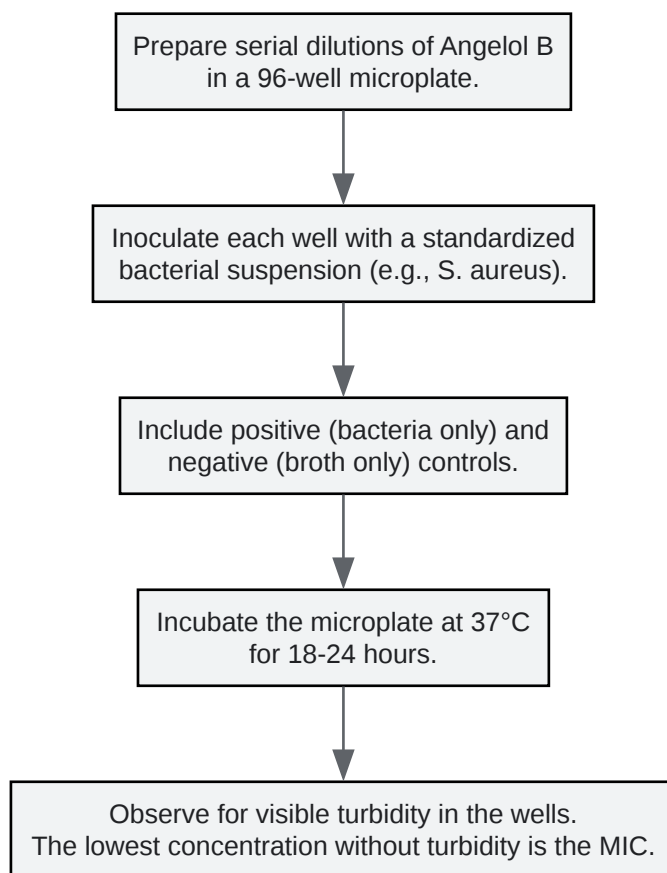 Prepare serial dilutions of Angelol B
in a 96-well microplate.
Inoculate each well with a standardized
bacterial suspension (e.g., S. aureus).
Include positive (bacteria only) and
negative (broth only) controls.
Incubate the microplate at 37°C
for 18-24 hours.
Observe for visible turbidity in the wells.
The lowest concentration without turbidity is the MIC.